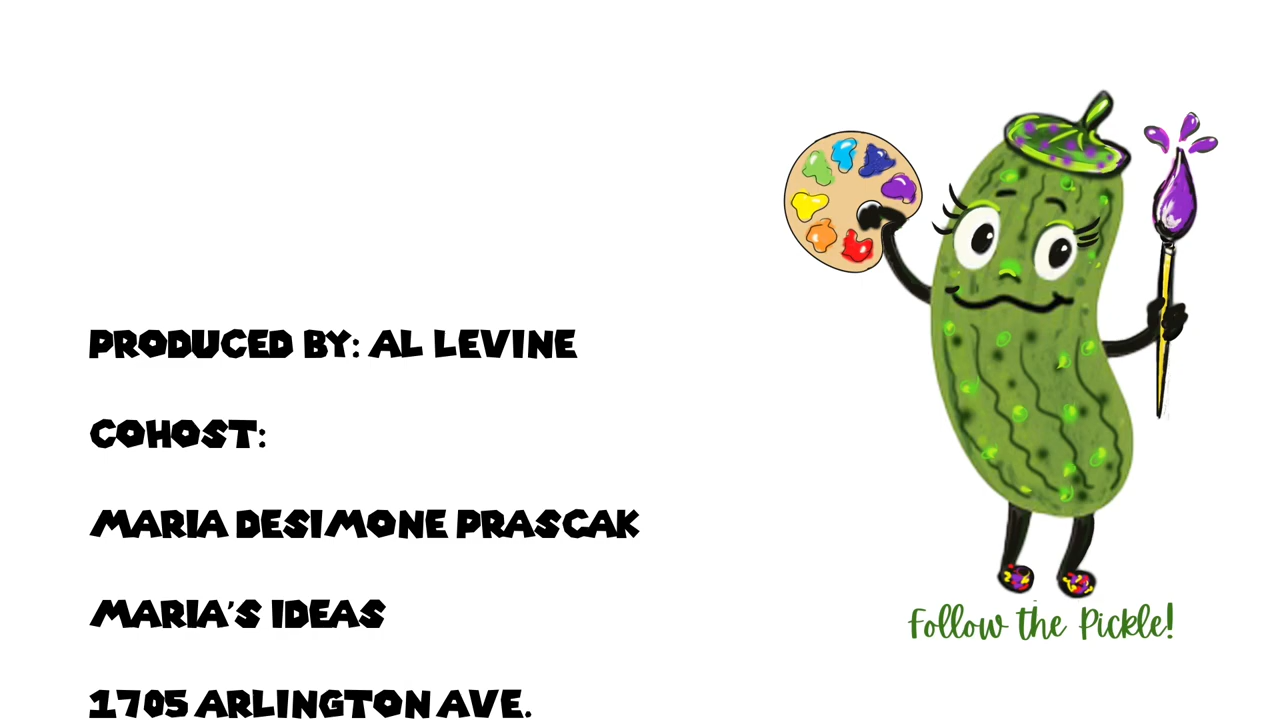 PRODUCED BY: AL LEVINE
COHOST:
MARIA DESIMONE PRASCAK
MARIA'S IDEAS
1705 ARLINGTON AVE.
Follow the Pickle!